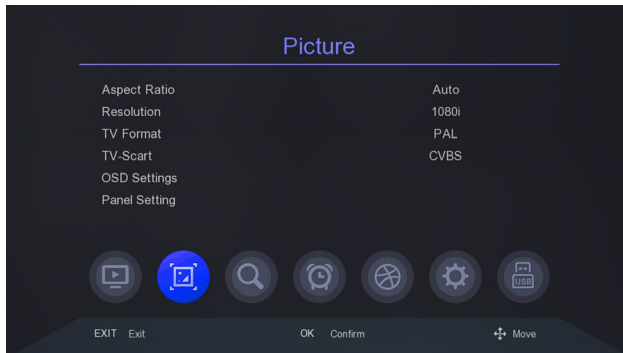 Picture
Aspect Ratio Auto
Resolution 1080i
TV Format PAL
TV-Scart CVBS
OSD Settings
Panel Setting
USB
EXIT Exit OK Confirm Move